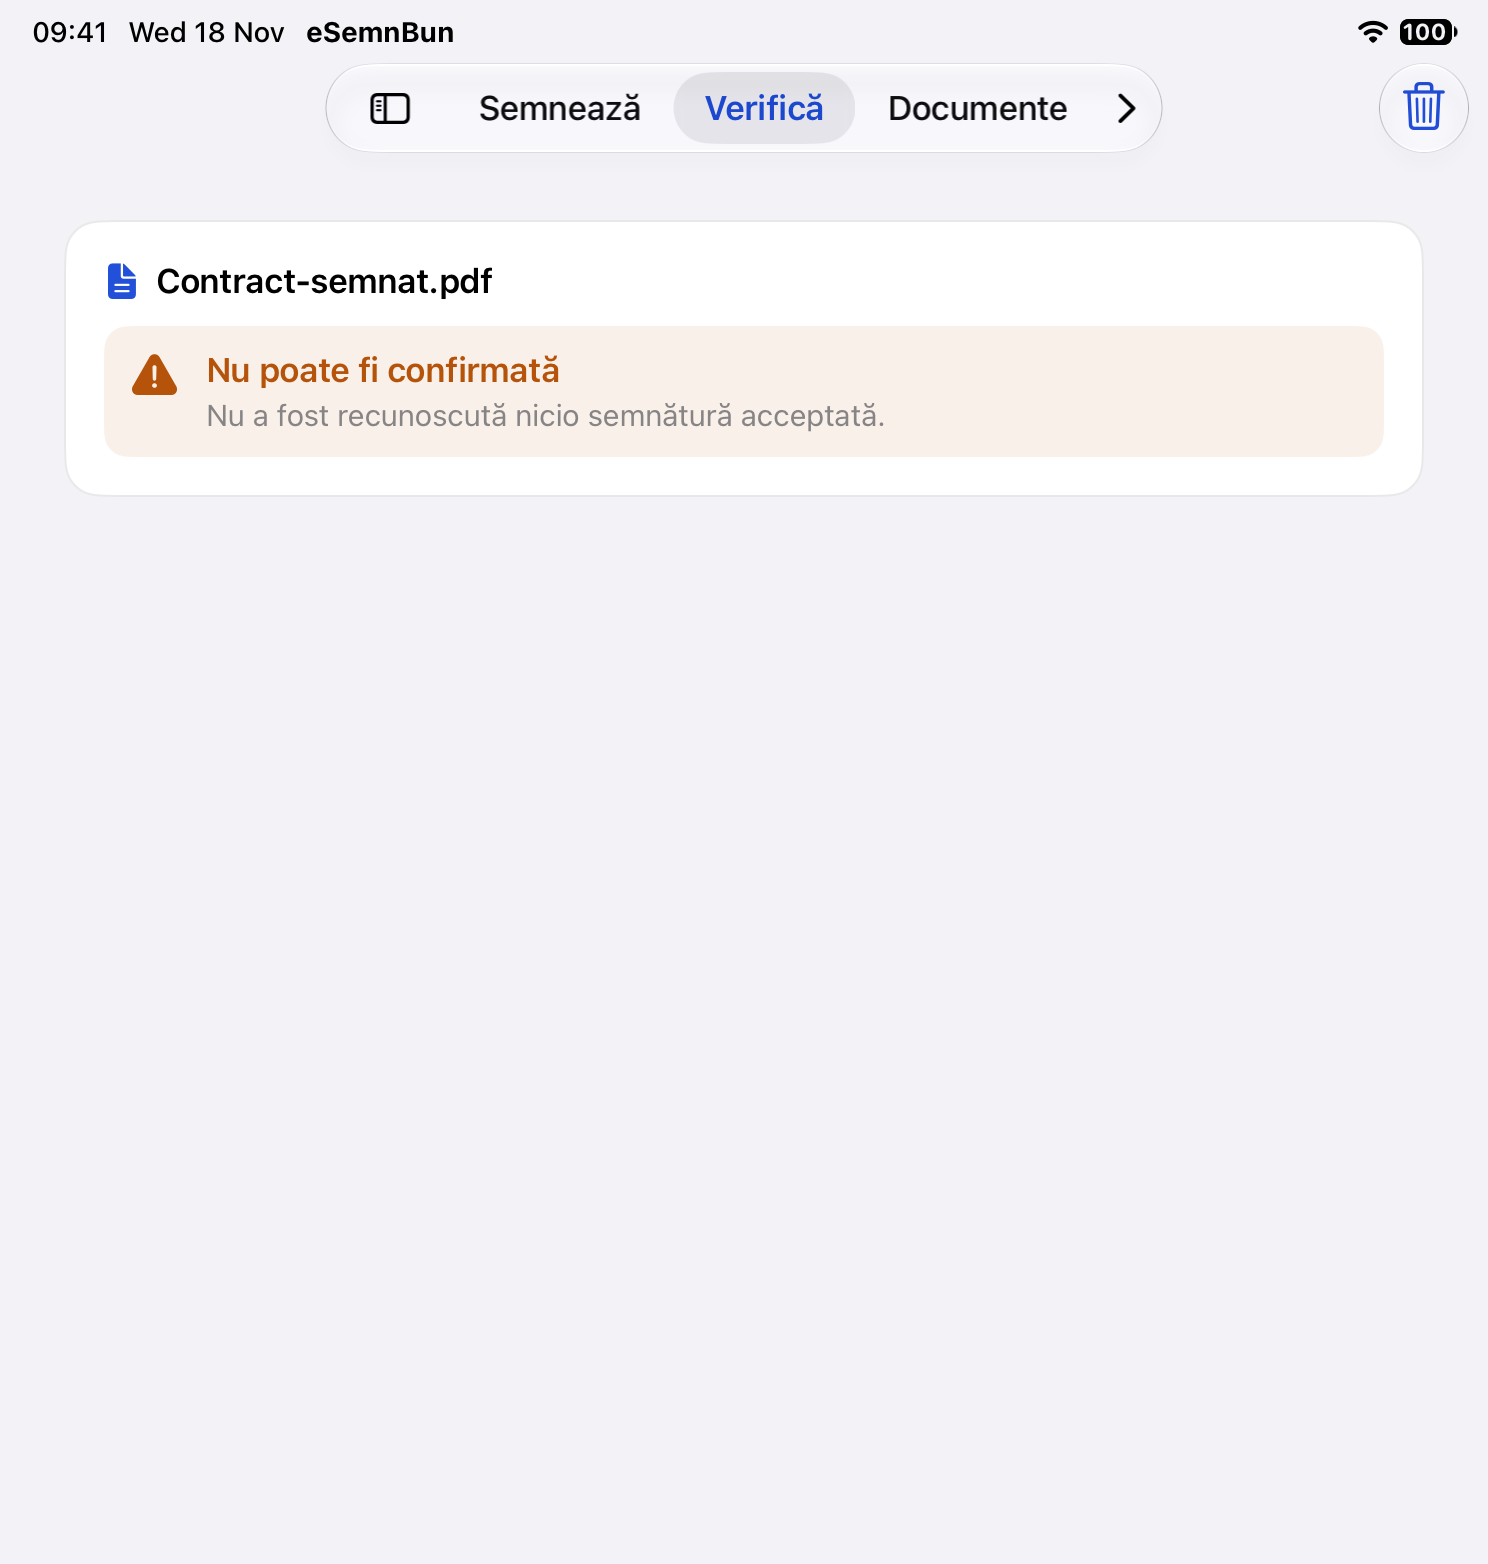 09:41 Wed 18 Nov eSemnBun 100
Semnează Verifică Documente
Contract-semnat.pdf
Nu poate fi confirmată
Nu a fost recunoscută nicio semnătură acceptată.